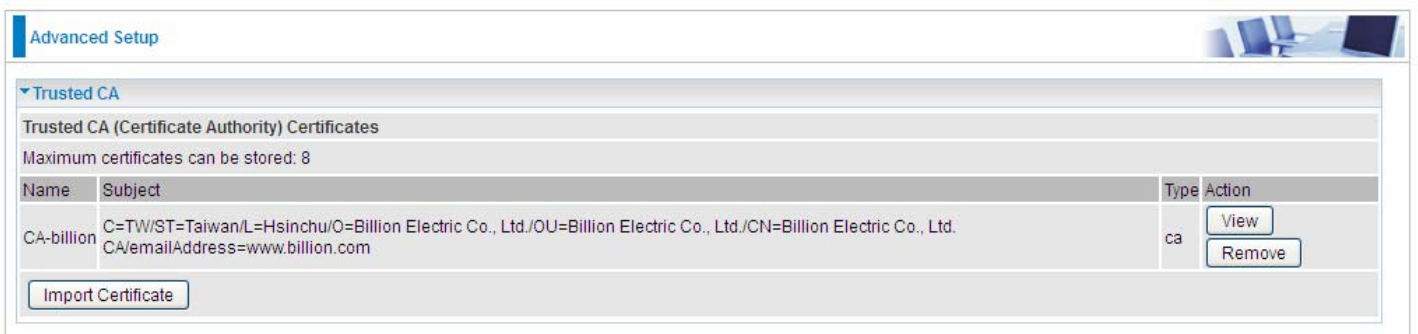 Advanced Setup
Trusted CA
Trusted CA (Certificate Authority) Certificates
Maximum certificates can be stored: 8
Name Subject Type Action
CA-billion C=TW/ST=Taiwan/L=Hsinchu/O=Billion Electric Co., Ltd./OU=Billion Electric Co., Ltd./CN=Billion Electric Co., Ltd.
CA/emailAddress=www.billion.com ca View
Remove
Import Certificate